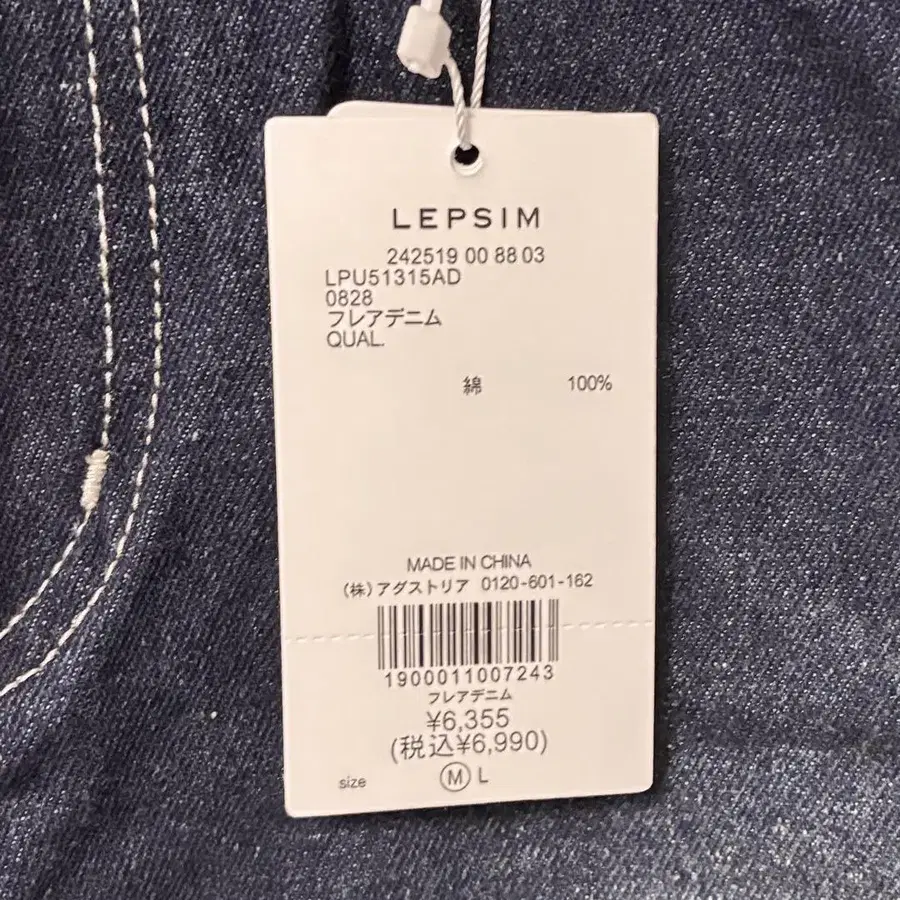 LEPSIM
242519 00 88 03
LPU51315AD
0828
フレアデニム
QUAL.
綿 100%
MADE IN CHINA
(株)アダストリア 0120-601-162
1900011007243
フレアデニム
¥6,355
(税込¥6,990)
size M L